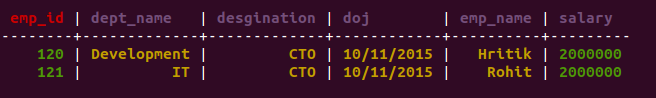 emp_id | dept_name | desgination | doj | emp_name | salary
--------+-------------+-------------+------------+----------+---------
120 | Development | CTO | 10/11/2015 | Hritik | 2000000
121 | IT | CTO | 10/11/2015 | Rohit | 2000000